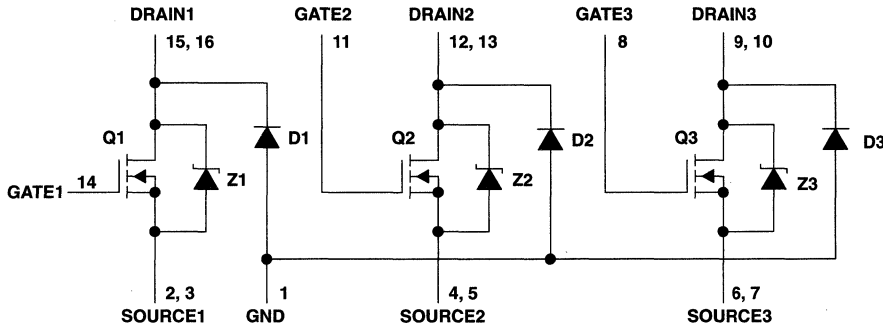 DRAIN1 GATE2 DRAIN2 GATE3 DRAIN3
15, 16 11 12, 13 8 9, 10
Q1 D1 Q2 D2 Q3 D3
Z1 Z2 Z3
GATE1 14
2, 3 1 4, 5 6, 7
SOURCE1 GND SOURCE2 SOURCE3